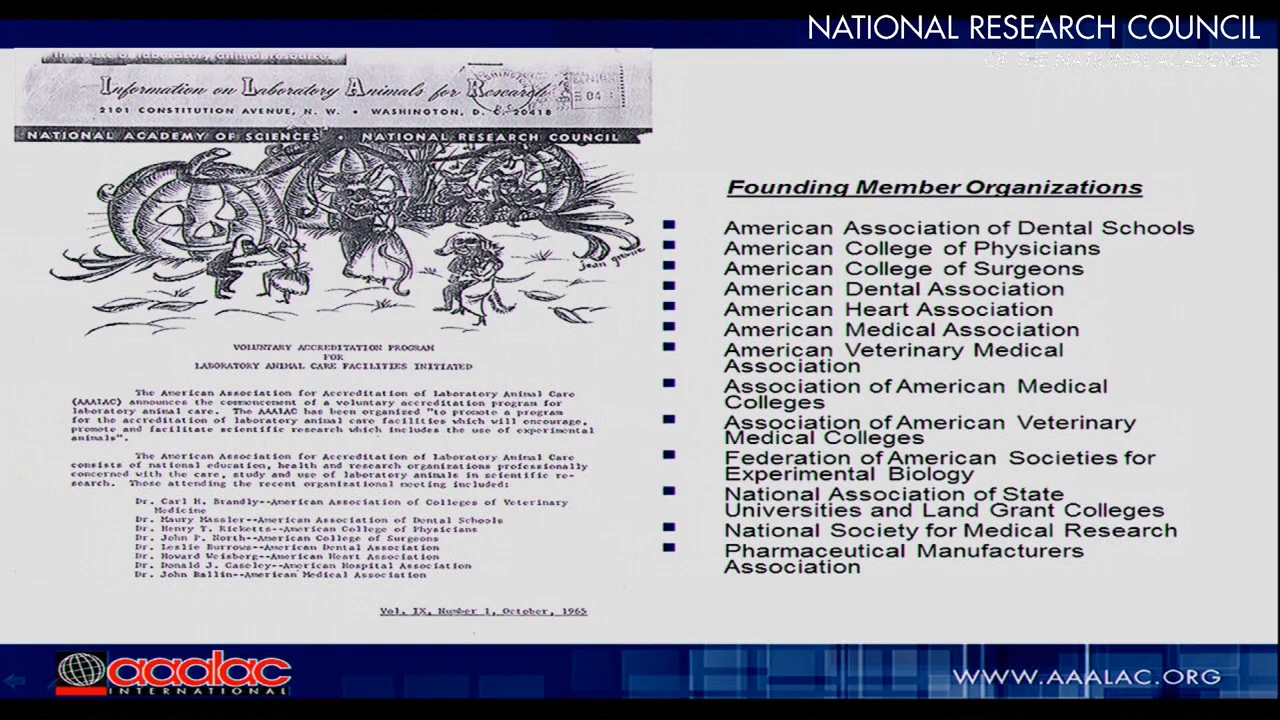 NATIONAL RESEARCH COUNCIL
OF THE NATIONAL ACADEMIES
Information on Laboratory Animals for Research
2101 CONSTITUTION AVENUE, N. W. • WASHINGTON, D. C. 20418
NATIONAL ACADEMY OF SCIENCES • NATIONAL RESEARCH COUNCIL
VOLUNTARY ACCREDITATION PROGRAM
FOR
LABORATORY ANIMAL CARE FACILITIES INITIATED
The American Association for Accreditation of Laboratory Animal Care
(AAALAC) announces the commencement of a voluntary accreditation program for
laboratory animal care. The AAALAC has been organized "to promote a program
for the accreditation of laboratory animal care facilities which will encourage,
promote and facilitate scientific research which includes the use of experimental
animals".
The American Association for Accreditation of Laboratory Animal Care
consists of national education, health and research organizations professionally
concerned with the care, study and use of laboratory animals in scientific re-
search. Those attending the recent organizational meeting included:
Dr. Carl H. Brandly--American Association of Colleges of Veterinary
Medicine
Dr. Maury Massler--American Association of Dental Schools
Dr. Henry T. Ricketts--American College of Physicians
Dr. John P. North--American College of Surgeons
Dr. Leslie Burrows--American Dental Association
Dr. Howard Weisberg--American Heart Association
Dr. Donald J. Caseley--American Hospital Association
Dr. John Ballin--American Medical Association
Vol. IX, Number 1, October, 1965
Founding Member Organizations
American Association of Dental Schools
American College of Physicians
American College of Surgeons
American Dental Association
American Heart Association
American Medical Association
American Veterinary Medical
Association
Association of American Medical
Colleges
Association of American Veterinary
Medical Colleges
Federation of American Societies for
Experimental Biology
National Association of State
Universities and Land Grant Colleges
National Society for Medical Research
Pharmaceutical Manufacturers
Association
aaalac
INTERNATIONAL
WWW.AAALAC.ORG